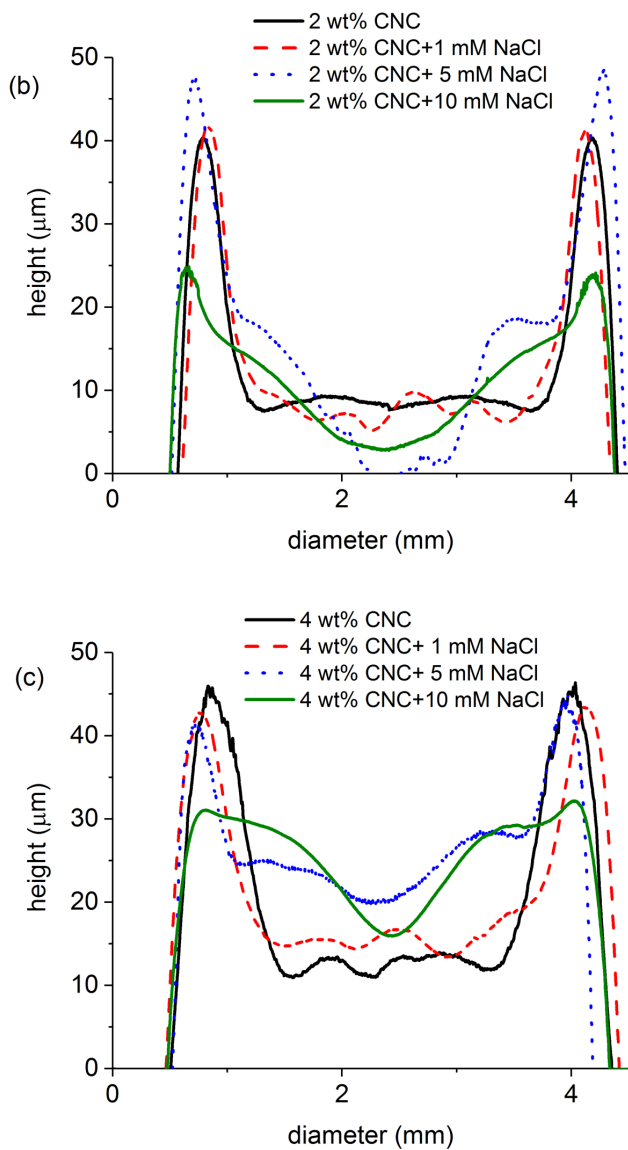 2 wt% CNC
2 wt% CNC+1 mM NaCl
2 wt% CNC+ 5 mM NaCl
2 wt% CNC+10 mM NaCl
(b)
50
40
30
20
10
0
height (μm)
0
2
4
diameter (mm)
4 wt% CNC
4 wt% CNC+ 1 mM NaCl
4 wt% CNC+ 5 mM NaCl
4 wt% CNC+10 mM NaCl
(c)
50
40
30
20
10
0
height (μm)
0
2
4
diameter (mm)